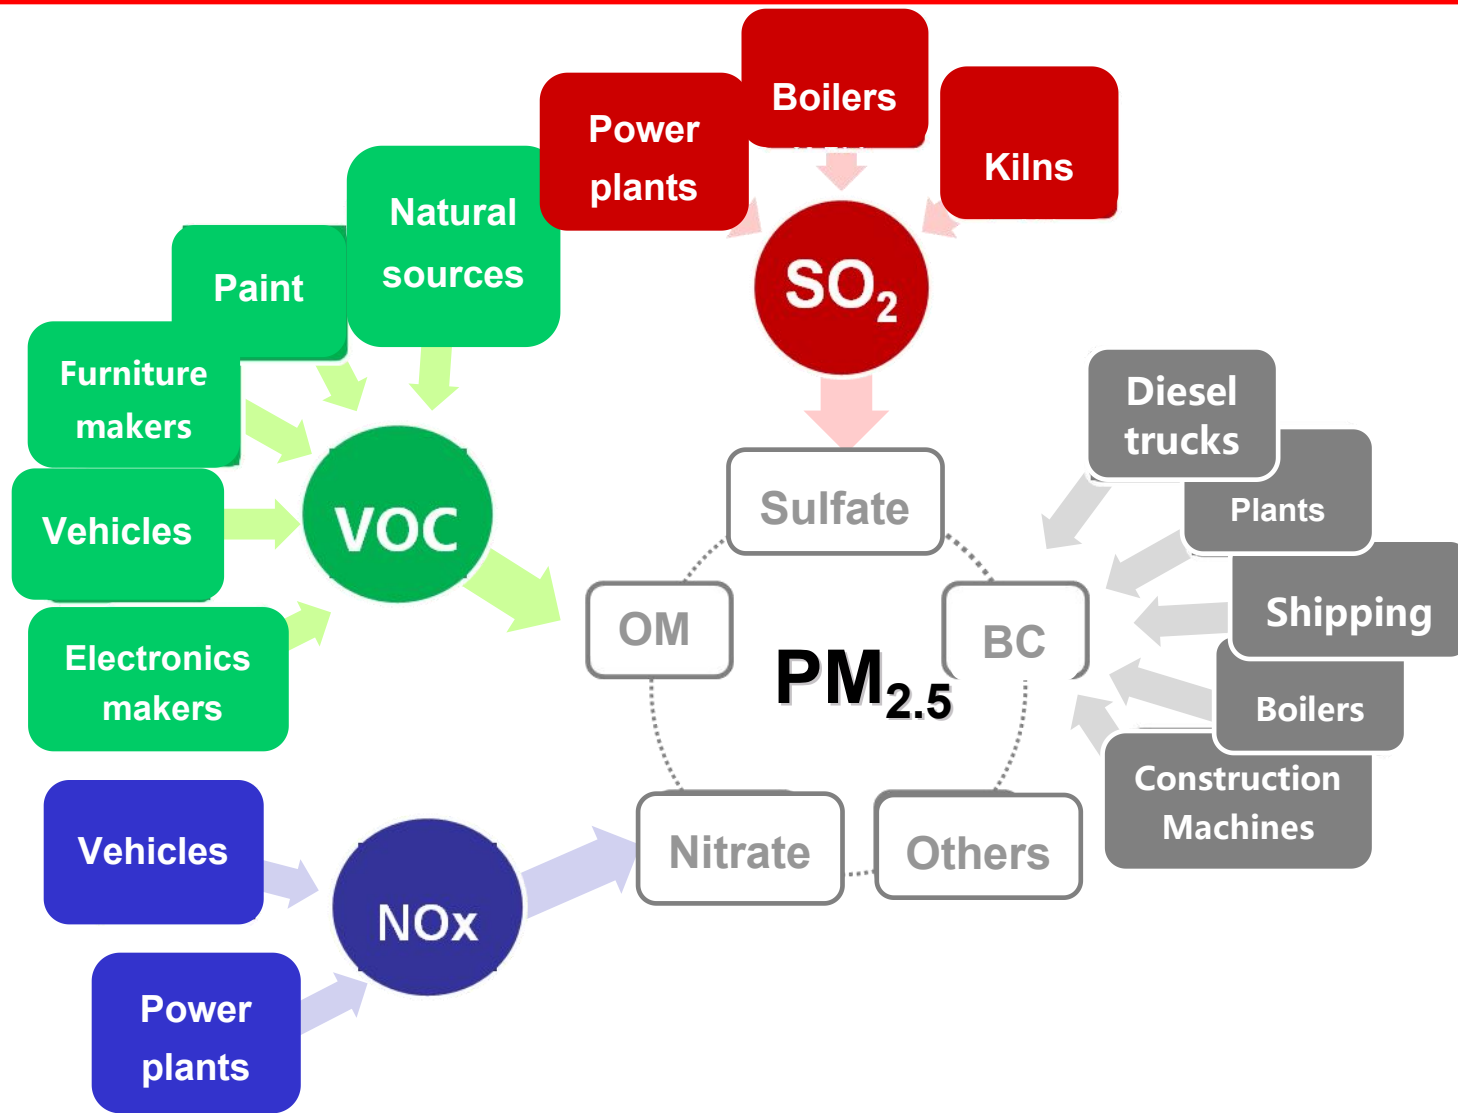 Boilers
Power
plants
Kilns
Natural
sources
SO₂
Paint
Furniture
makers
Diesel
trucks
Vehicles
VOC
Sulfate
Plants
Electronics
makers
OM
BC
Shipping
PM₂.₅
Boilers
Construction
Machines
Vehicles
NOx
Nitrate
Others
Power
plants